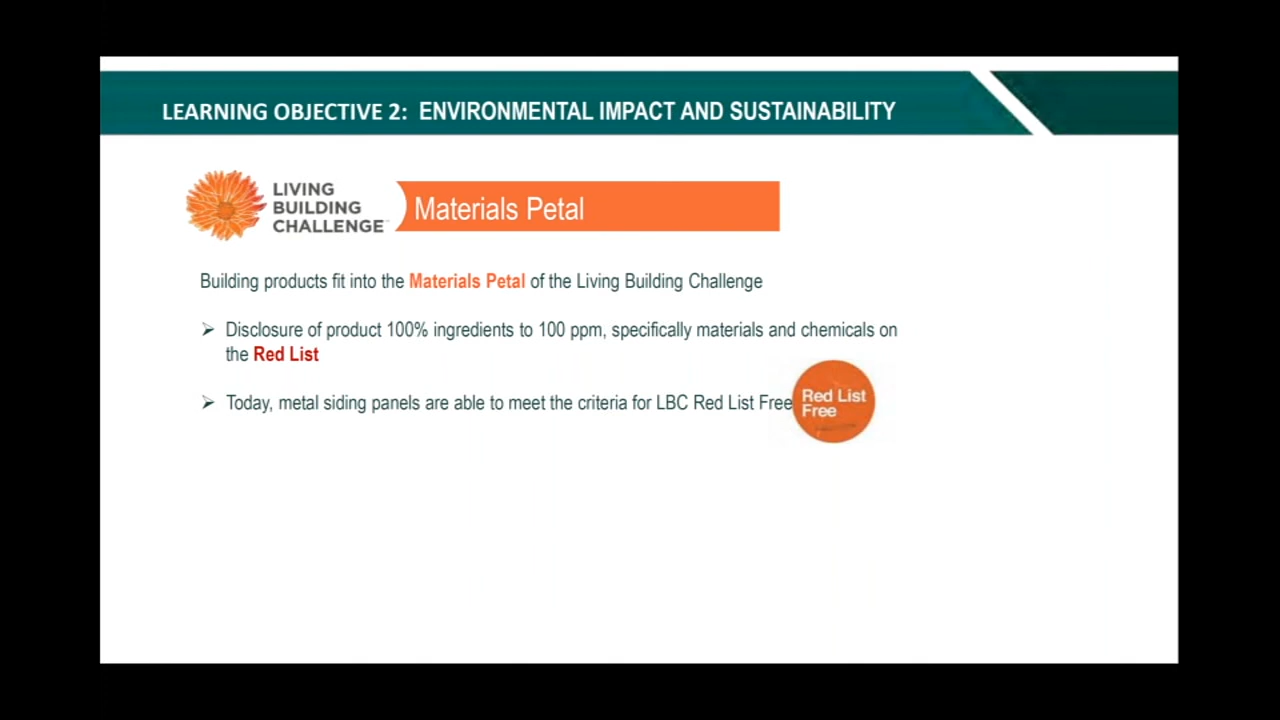 LEARNING OBJECTIVE 2: ENVIRONMENTAL IMPACT AND SUSTAINABILITY
LIVING
BUILDING
CHALLENGE
Materials Petal
Building products fit into the Materials Petal of the Living Building Challenge
➢ Disclosure of product 100% ingredients to 100 ppm, specifically materials and chemicals on
the Red List
➢ Today, metal siding panels are able to meet the criteria for LBC Red List Free
Red List
Free